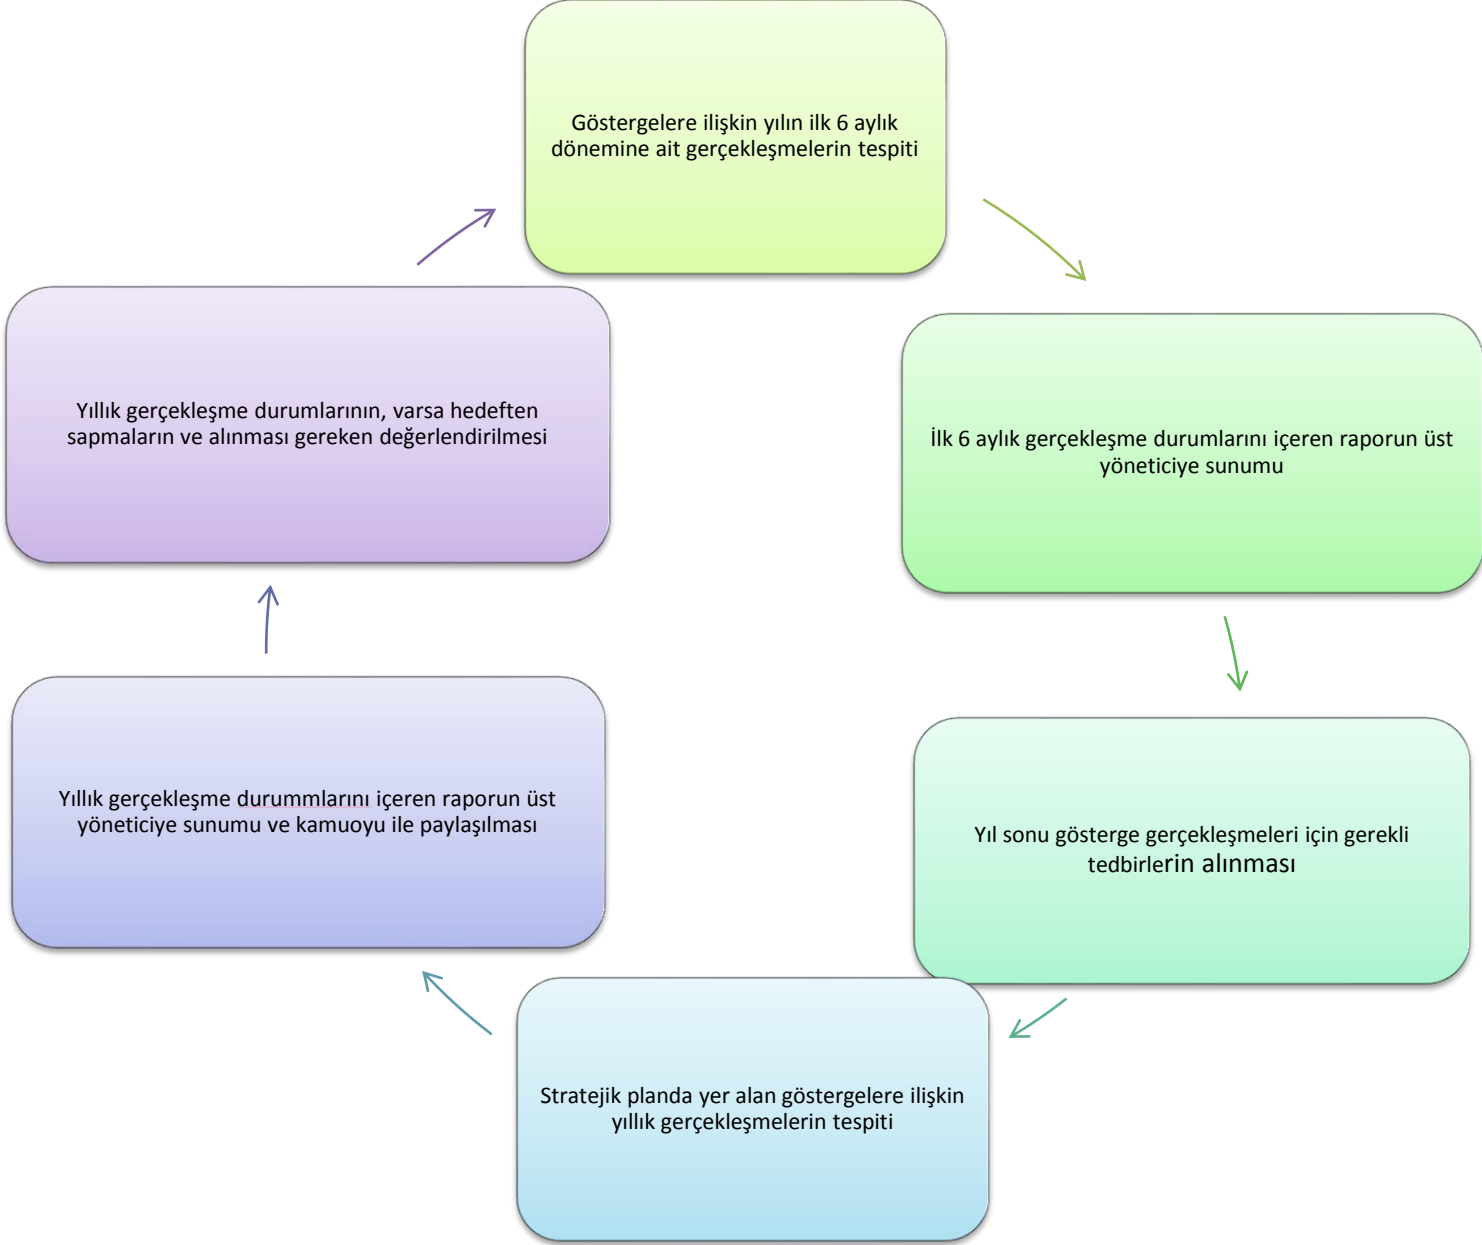 Göstergelere ilişkin yılın ilk 6 aylık
dönemine ait gerçekleşmelerin tespiti
İlk 6 aylık gerçekleşme durumlarını içeren raporun üst
yöneticiye sunumu
Yıl sonu gösterge gerçekleşmeleri için gerekli
tedbirlerin alınması
Stratejik planda yer alan göstergelere ilişkin
yıllık gerçekleşmelerin tespiti
Yıllık gerçekleşme durummlarını içeren raporun üst
yöneticiye sunumu ve kamuoyu ile paylaşılması
Yıllık gerçekleşme durumlarının, varsa hedeften
sapmaların ve alınması gereken değerlendirilmesi